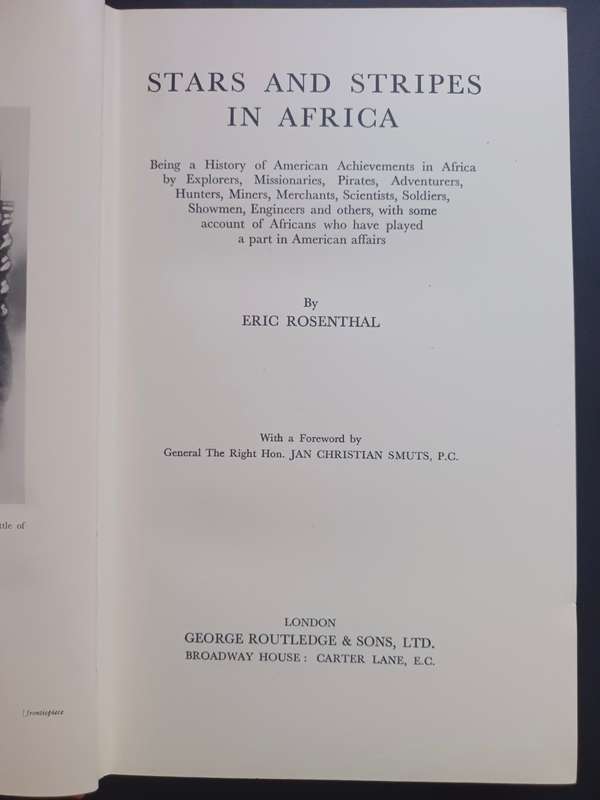 STARS AND STRIPES
IN AFRICA
Being a History of American Achievements in Africa
by Explorers, Missionaries, Pirates, Adventurers,
Hunters, Miners, Merchants, Scientists, Soldiers,
Showmen, Engineers and others, with some
account of Africans who have played
a part in American affairs
By
ERIC ROSENTHAL
With a Foreword by
General The Right Hon. JAN CHRISTIAN SMUTS, P.C.
LONDON
GEORGE ROUTLEDGE & SONS, LTD.
BROADWAY HOUSE: CARTER LANE, E.C.
ttle of
[frontispiece